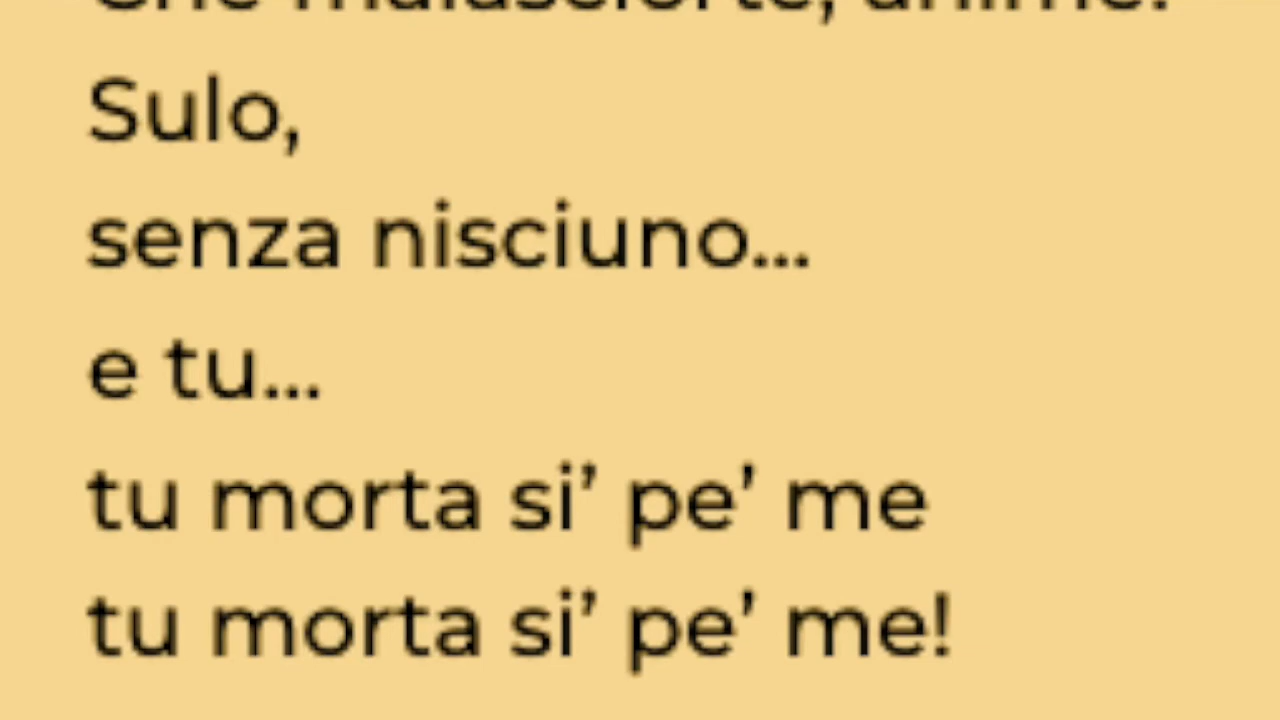 Sulo,
senza nisciuno...
e tu...
tu morta si’ pe’ me
tu morta si’ pe’ me!